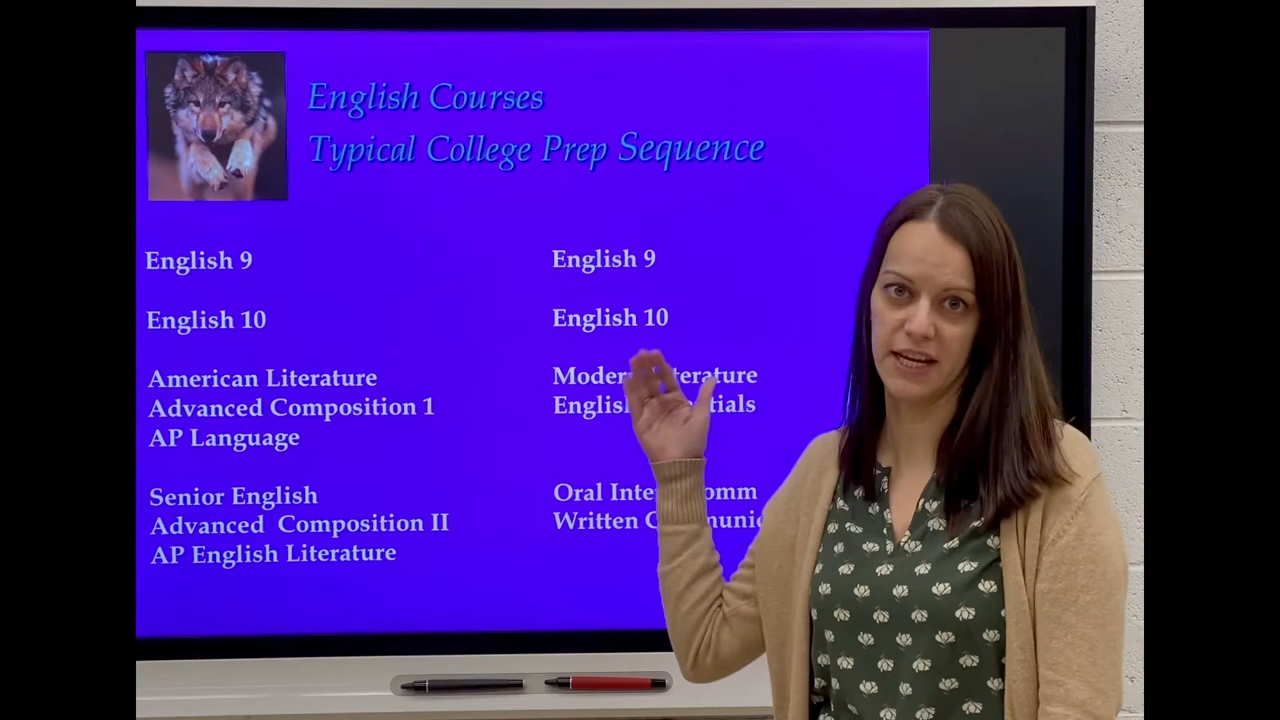 English Courses
Typical College Prep Sequence
English 9
English 10
American Literature
Advanced Composition 1
AP Language
Senior English
Advanced Composition II
AP English Literature
English 9
English 10
Oral
Written